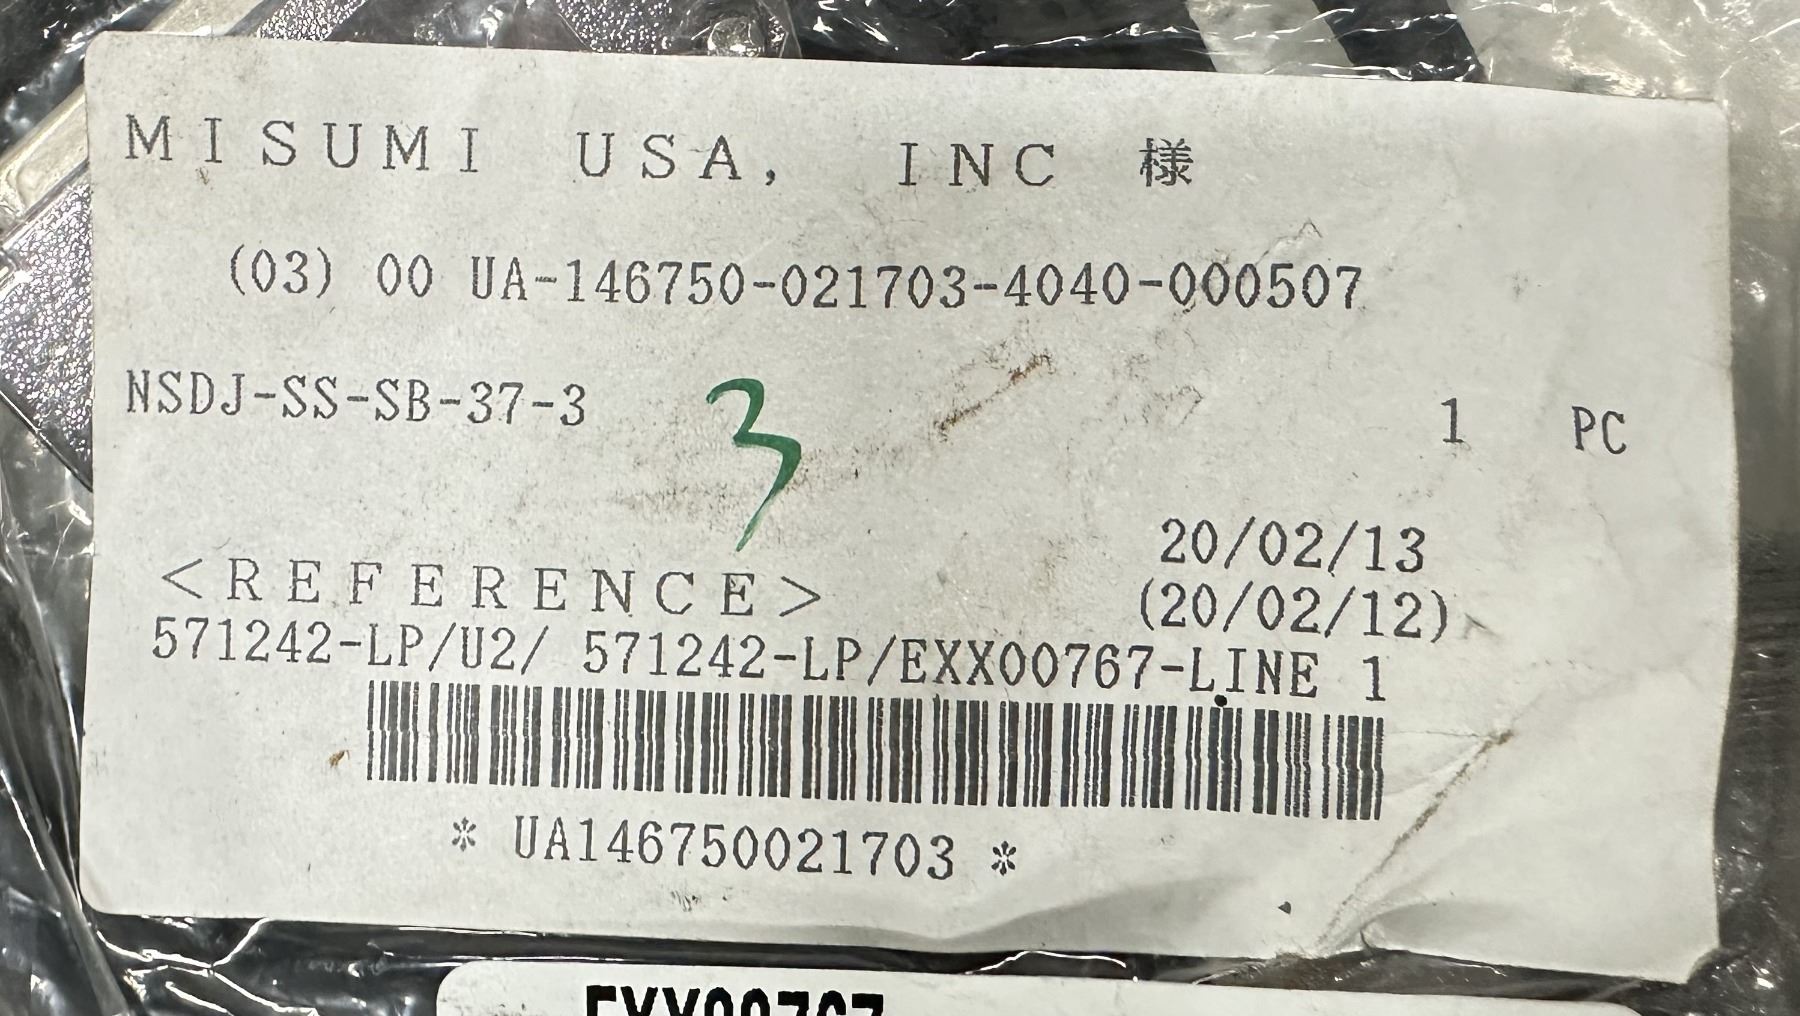 MISUMI USA, INC 様
(03) 00 UA-146750-021703-4040-000507
NSDJ-SS-SB-37-3 3 1 PC
20/02/13
<REFERENCE> (20/02/12)
571242-LP/U2/ 571242-LP/EXX00767-LINE 1
* UA146750021703 *
EXX00767